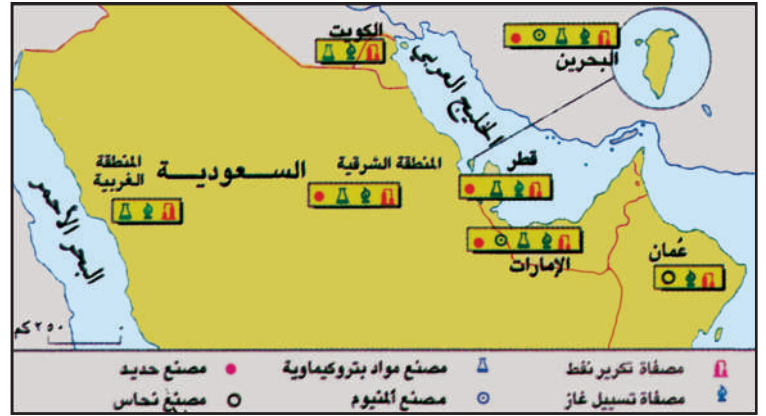 الكويت
البحرين
الخليج العربي
قطر
المنطقة الشرقية
السعودية
المنطقة
الغربية
البحر الأحمر
الإمارات
عُمان
٢٥٠ كم
مصفاة تكرير نفط
مصنع مواد بتروكيماوية
مصنع حديد
مصفاة تسييل غاز
مصنع ألمنيوم
مصنع نحاس